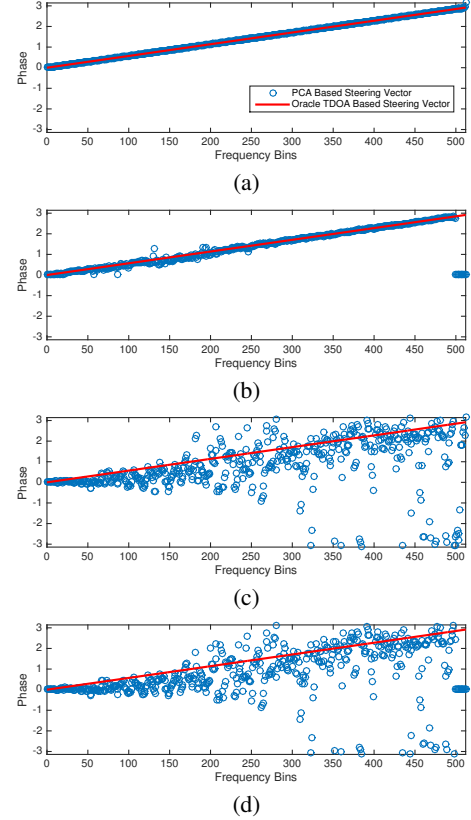 3
2
1
0
-1
-2
-3
Phase
PCA Based Steering Vector
Oracle TDOA Based Steering Vector
0 50 100 150 200 250 300 350 400 450 500
Frequency Bins
(a)
3
2
1
0
-1
-2
-3
Phase
0 50 100 150 200 250 300 350 400 450 500
Frequency Bins
(b)
3
2
1
0
-1
-2
-3
Phase
0 50 100 150 200 250 300 350 400 450 500
Frequency Bins
(c)
3
2
1
0
-1
-2
-3
Phase
0 50 100 150 200 250 300 350 400 450 500
Frequency Bins
(d)